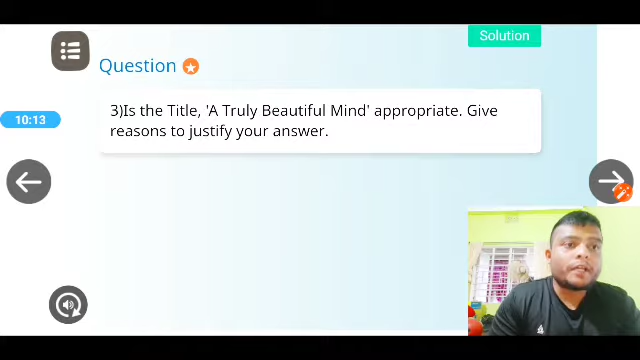 Solution
Question
10:13
3)Is the Title, 'A Truly Beautiful Mind' appropriate. Give
reasons to justify your answer.